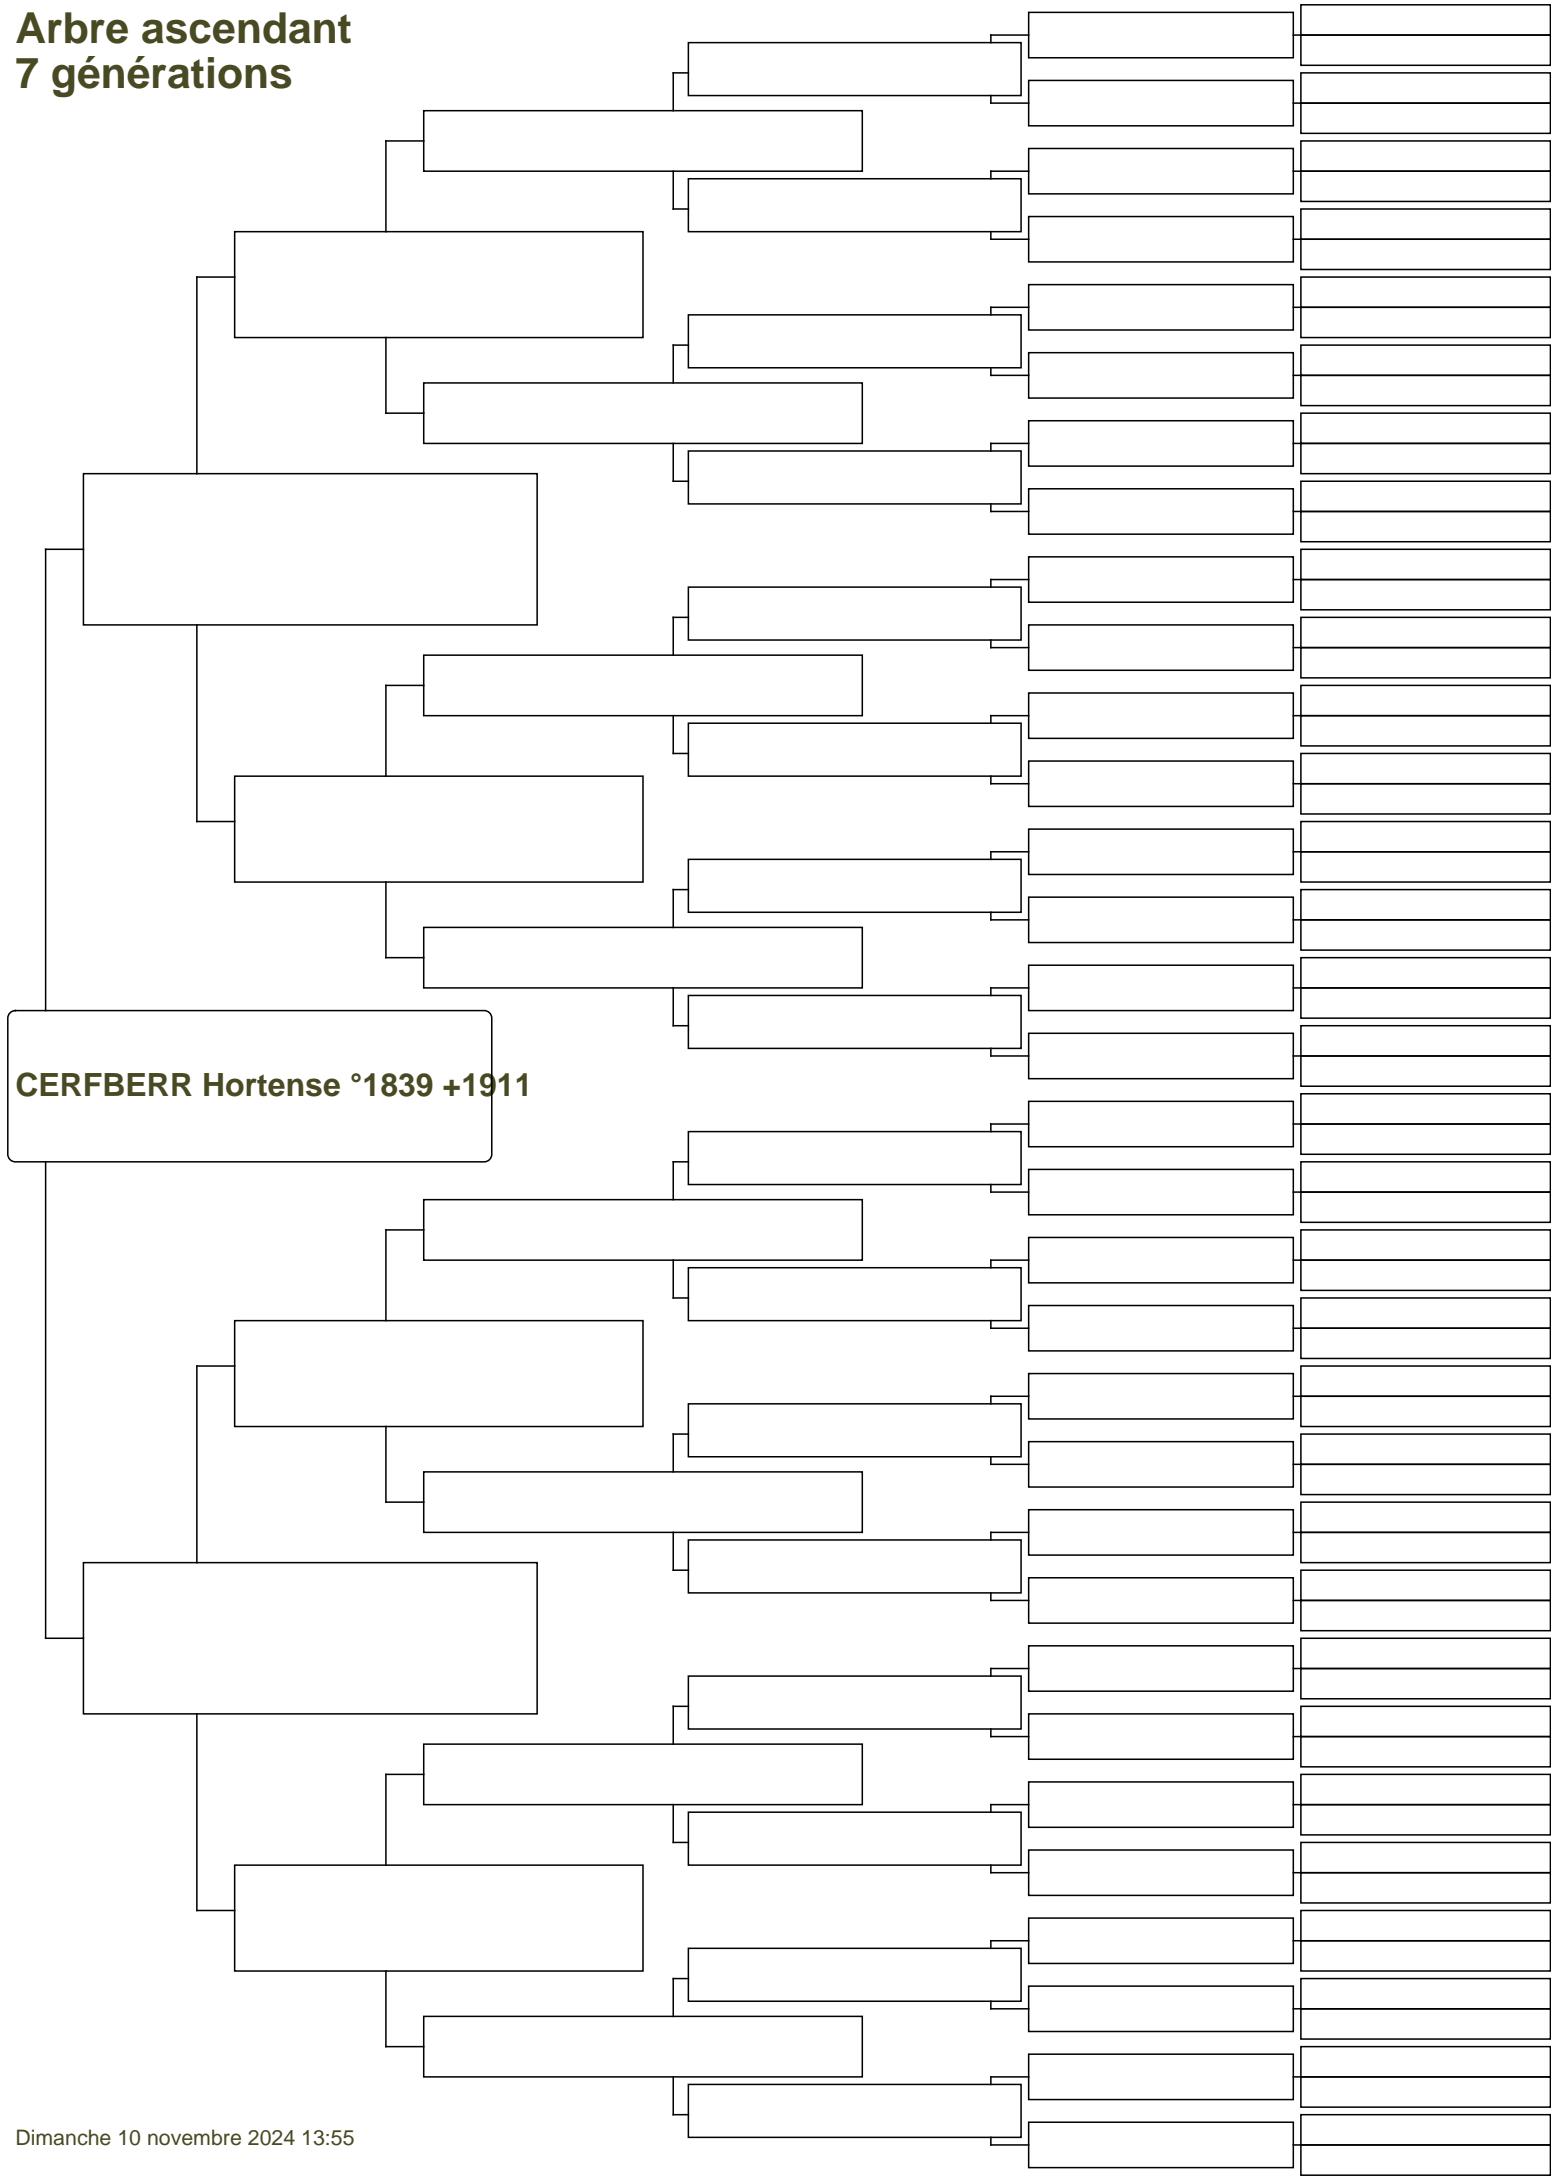 Arbre ascendant
7 générations
CERFBERR Hortense °1839 +1911
Dimanche 10 novembre 2024 13:55